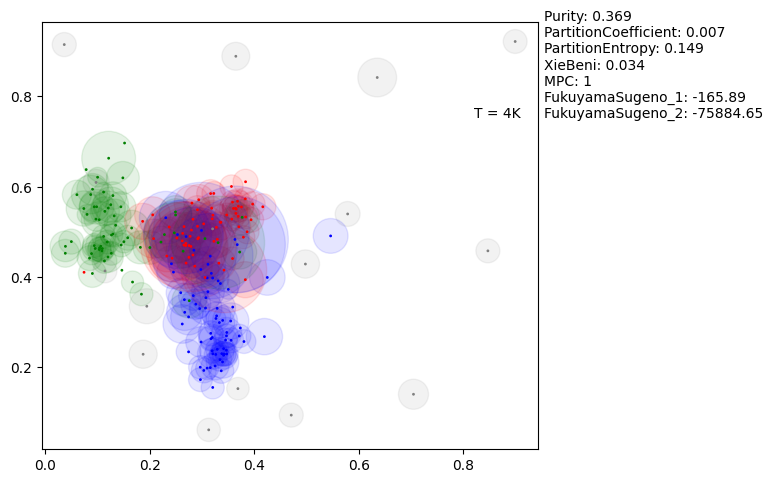 Purity: 0.369
PartitionCoefficient: 0.007
PartitionEntropy: 0.149
XieBeni: 0.034
MPC: 1
FukuyamaSugeno_1: -165.89
FukuyamaSugeno_2: -75884.65
T = 4K
0.8
0.6
0.4
0.2
0.0 0.2 0.4 0.6 0.8